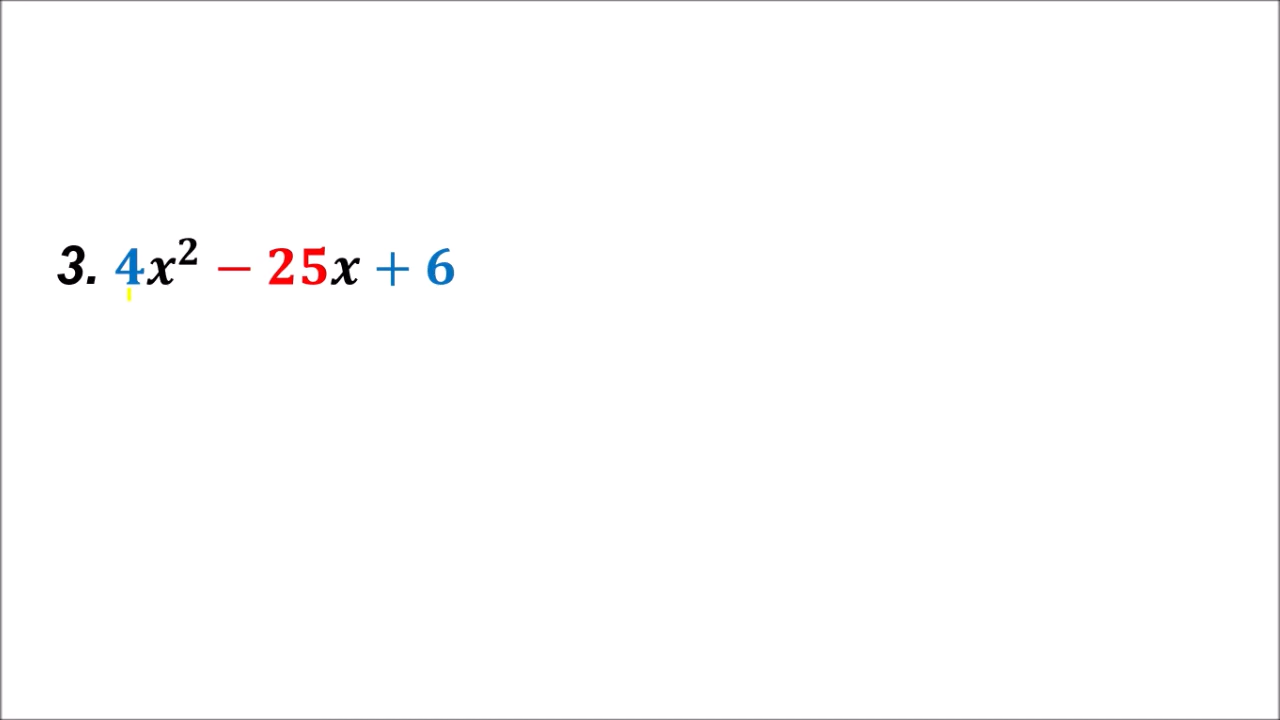 3. 4x² − 25x + 6